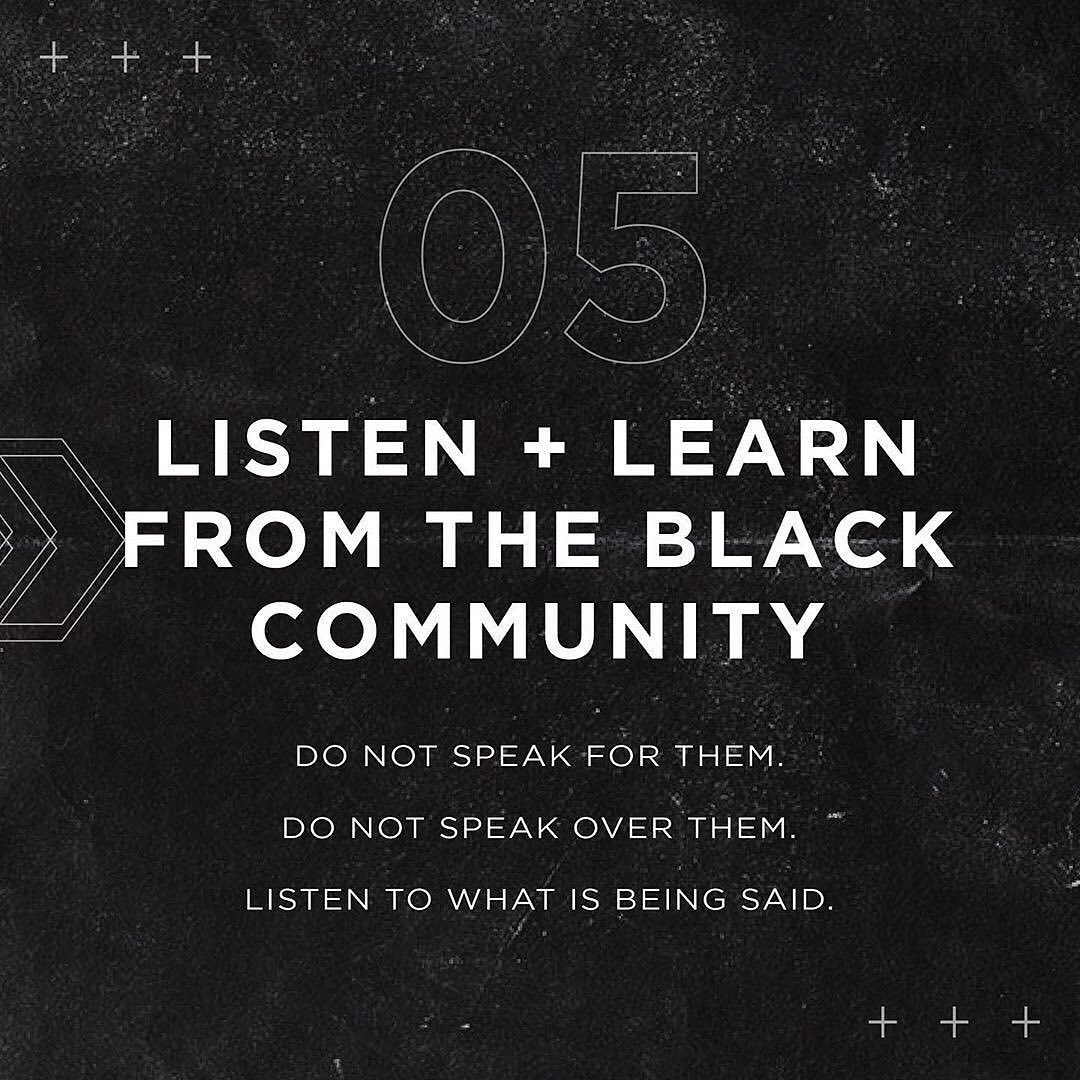 05
LISTEN + LEARN
FROM THE BLACK
COMMUNITY
DO NOT SPEAK FOR THEM.
DO NOT SPEAK OVER THEM.
LISTEN TO WHAT IS BEING SAID.